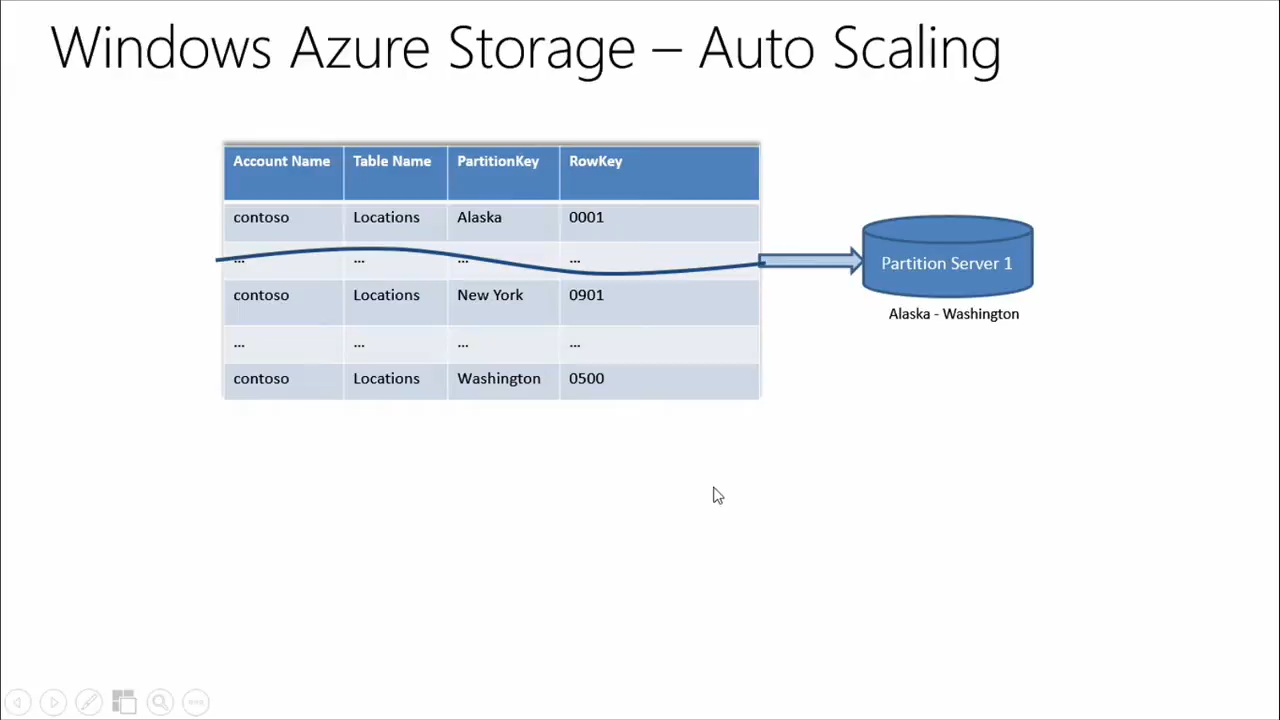 Windows Azure Storage – Auto Scaling
Account Name Table Name PartitionKey RowKey
contoso Locations Alaska 0001
... ... ... ...
contoso Locations New York 0901
... ... ... ...
contoso Locations Washington 0500
Partition Server 1
Alaska - Washington